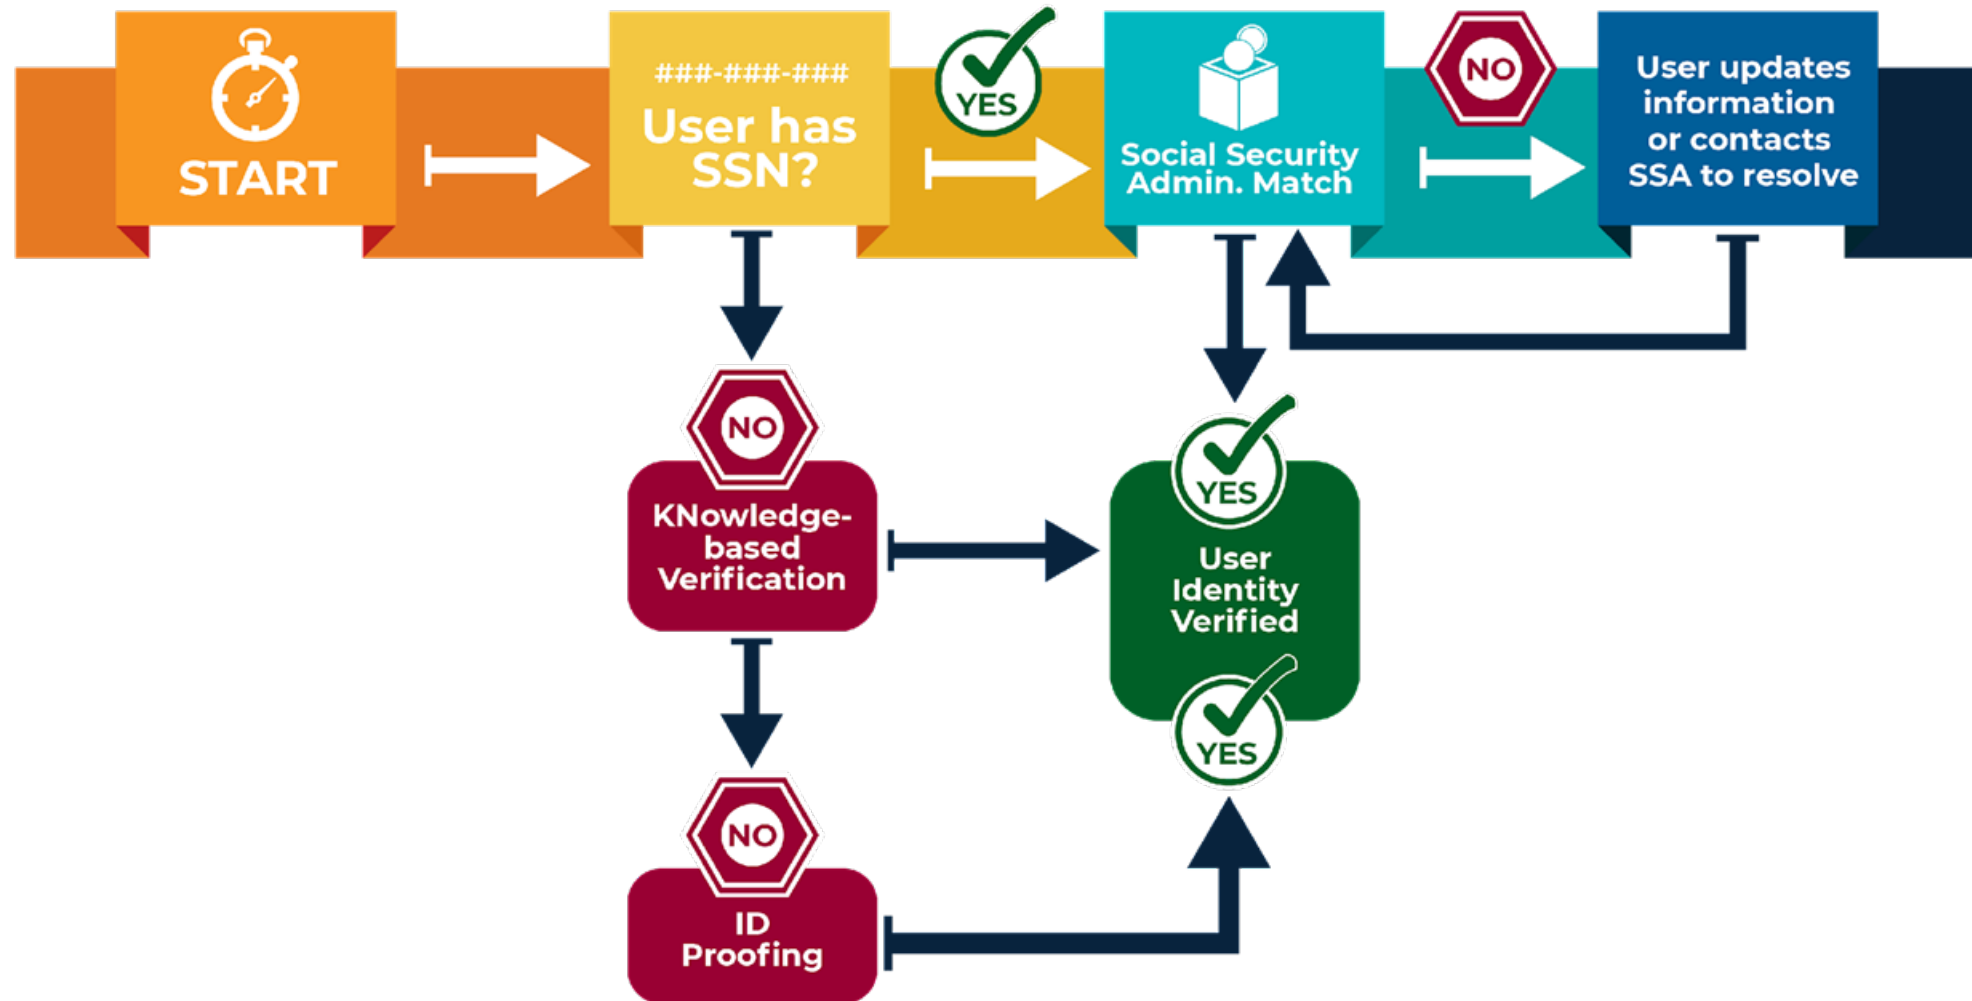 START
###-###-###
User has
SSN?
YES
Social Security
Admin. Match
NO
User updates
information
or contacts
SSA to resolve
NO
KNowledge-
based
Verification
YES
User
Identity
Verified
YES
NO
ID
Proofing